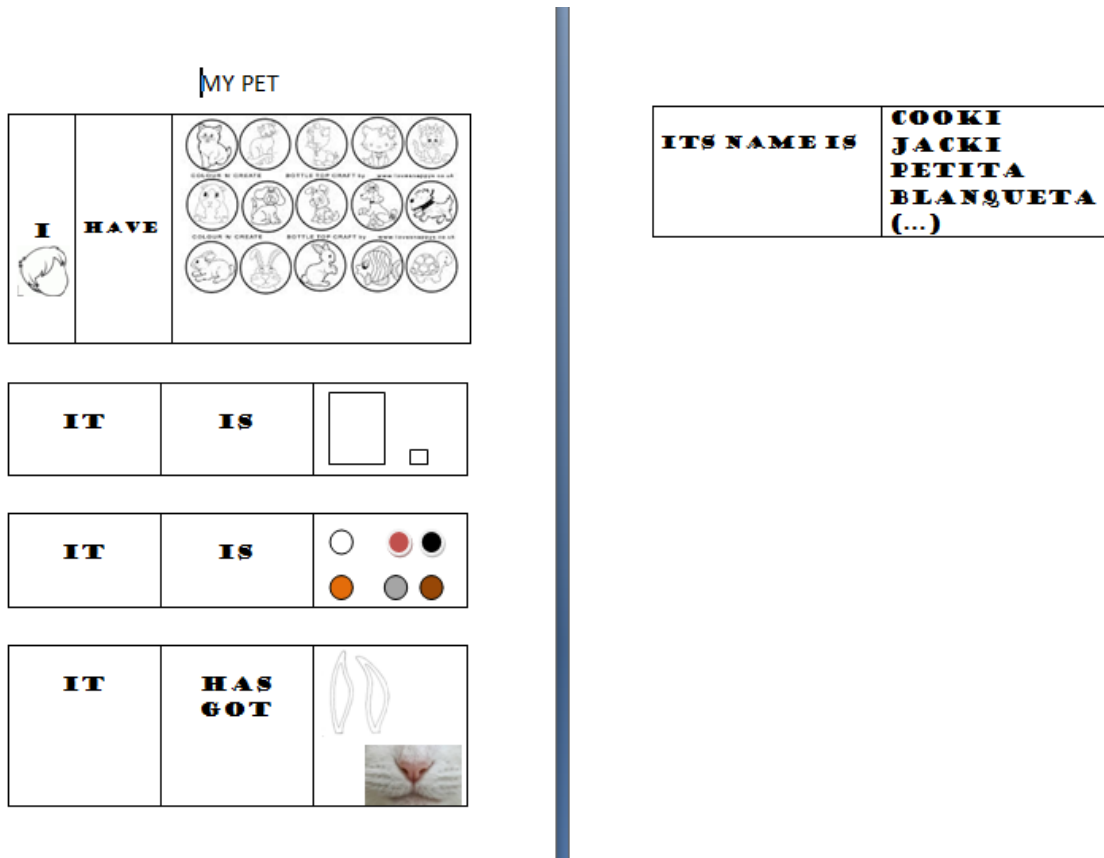 MY PET
I
HAVE
COLOUR 'N' CREATE BOTTLE TOP CRAFT by
COLOUR 'N' CREATE BOTTLE TOP CRAFT by
IT
IS
IT
IS
IT
HAS
GOT
ITS NAME IS
COOKI
JACKI
PETITA
BLANQUETA
(...)